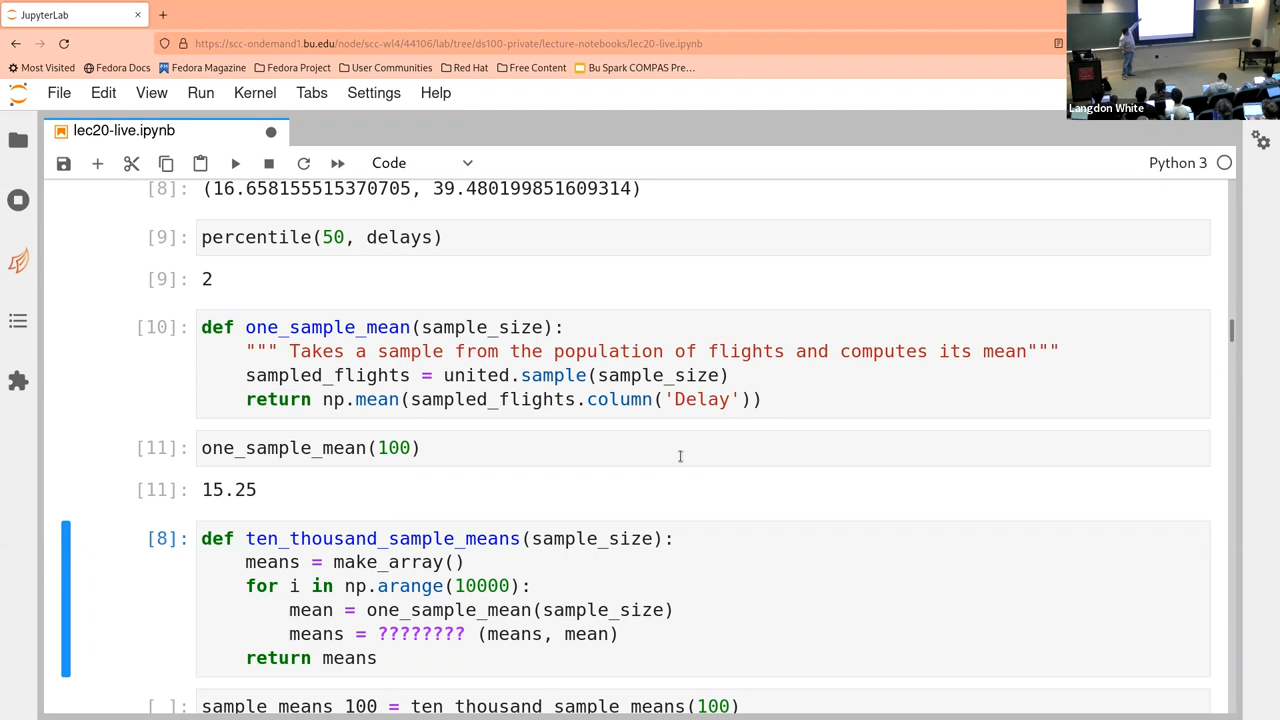 JupyterLab
https://scc-ondemand1.bu.edu/node/scc-wl4/44106/lab/tree/ds100-private/lecture-notebooks/lec20-live.ipynb
Most Visited Fedora Docs Fedora Magazine Fedora Project User Communities Red Hat Free Content Bu Spark COMPAS Pre...
Langdon White
File Edit View Run Kernel Tabs Settings Help
lec20-live.ipynb
Code Python 3
[8]: (16.658155515370705, 39.480199851609314)
[9]: percentile(50, delays)
[9]: 2
[10]: def one_sample_mean(sample_size):
""" Takes a sample from the population of flights and computes its mean"""
sampled_flights = united.sample(sample_size)
return np.mean(sampled_flights.column('Delay'))
[11]: one_sample_mean(100)
[11]: 15.25
[8]: def ten_thousand_sample_means(sample_size):
means = make_array()
for i in np.arange(10000):
mean = one_sample_mean(sample_size)
means = ???????? (means, mean)
return means
[ ]: sample_means_100 = ten_thousand_sample_means(100)